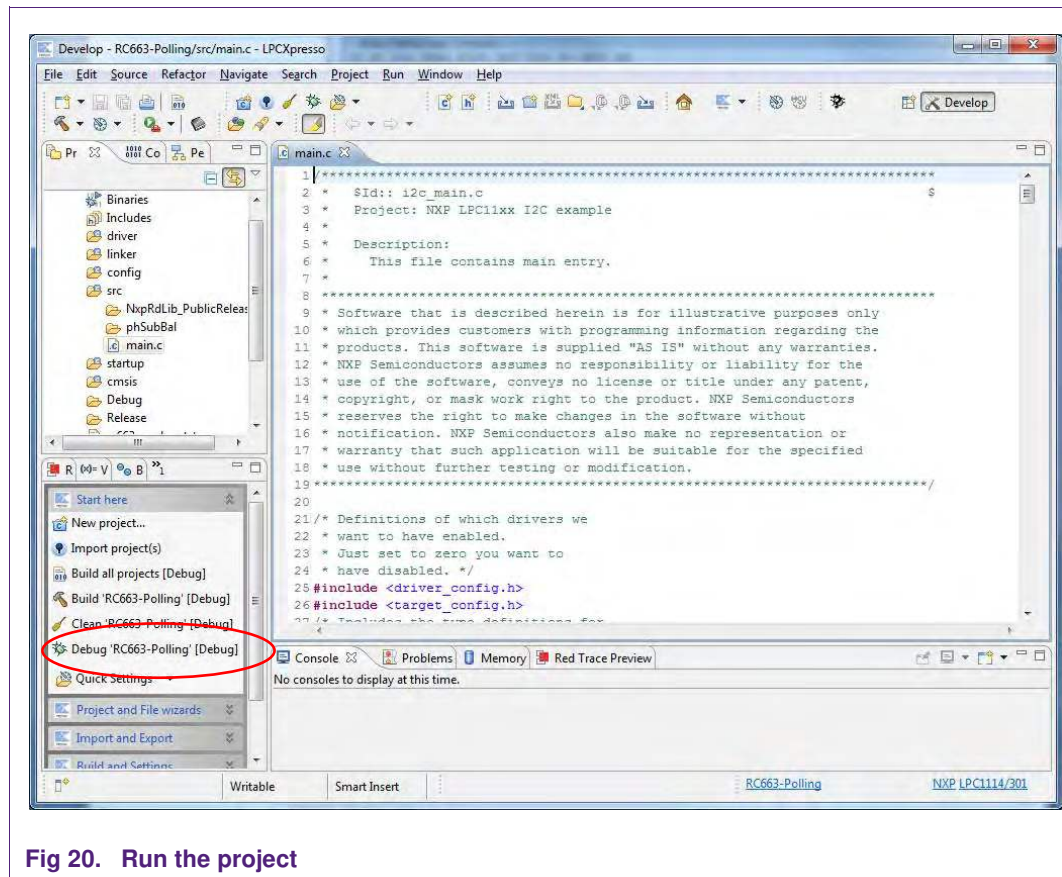 Develop - RC663-Polling/src/main.c - LPCXpresso
File Edit Source Refactor Navigate Search Project Run Window Help
Develop
Pr Co Pe
Binaries
Includes
driver
linker
config
src
NxpRdLib_PublicReleas
phSubBal
main.c
startup
cmsis
Debug
Release
main.c
1 /******************************************************************************
2 * $Id:: i2c_main.c $
3 * Project: NXP LPC11xx I2C example
4 *
5 * Description:
6 * This file contains main entry.
7 *
8 ******************************************************************************
9 * Software that is described herein is for illustrative purposes only
10 * which provides customers with programming information regarding the
11 * products. This software is supplied "AS IS" without any warranties.
12 * NXP Semiconductors assumes no responsibility or liability for the
13 * use of the software, conveys no license or title under any patent,
14 * copyright, or mask work right to the product. NXP Semiconductors
15 * reserves the right to make changes in the software without
16 * notification. NXP Semiconductors also make no representation or
17 * warranty that such application will be suitable for the specified
18 * use without further testing or modification.
19 ******************************************************************************/
20
21 /* Definitions of which drivers we
22 * want to have enabled.
23 * Just set to zero you want to
24 * have disabled. */
25 #include <driver_config.h>
26 #include <target_config.h>
27 /* Includes the type definitions for
R (x)= V B »1
Start here
New project...
Import project(s)
Build all projects [Debug]
Build 'RC663-Polling' [Debug]
Clean 'RC663-Polling' [Debug]
Debug 'RC663-Polling' [Debug]
Quick Settings
Project and File wizards
Import and Export
Build and Settings
Console Problems Memory Red Trace Preview
No consoles to display at this time.
Writable Smart Insert RC663-Polling NXP LPC1114/301
Fig 20. Run the project